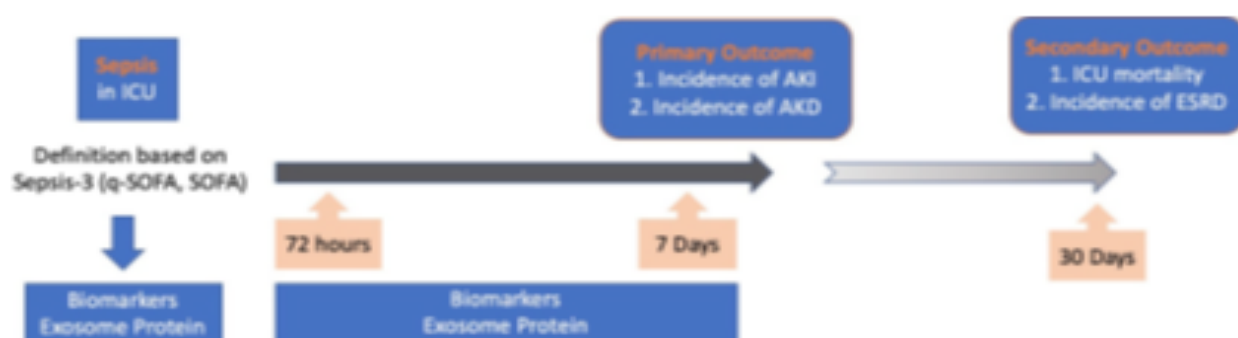 Sepsis
in ICU
Definition based on
Sepsis-3 (q-SOFA, SOFA)
Biomarkers
Exosome Protein
72 hours
7 Days
Biomarkers
Exosome Protein
Primary Outcome
1. Incidence of AKI
2. Incidence of AKD
Secondary Outcome
1. ICU mortality
2. Incidence of ESRD
30 Days